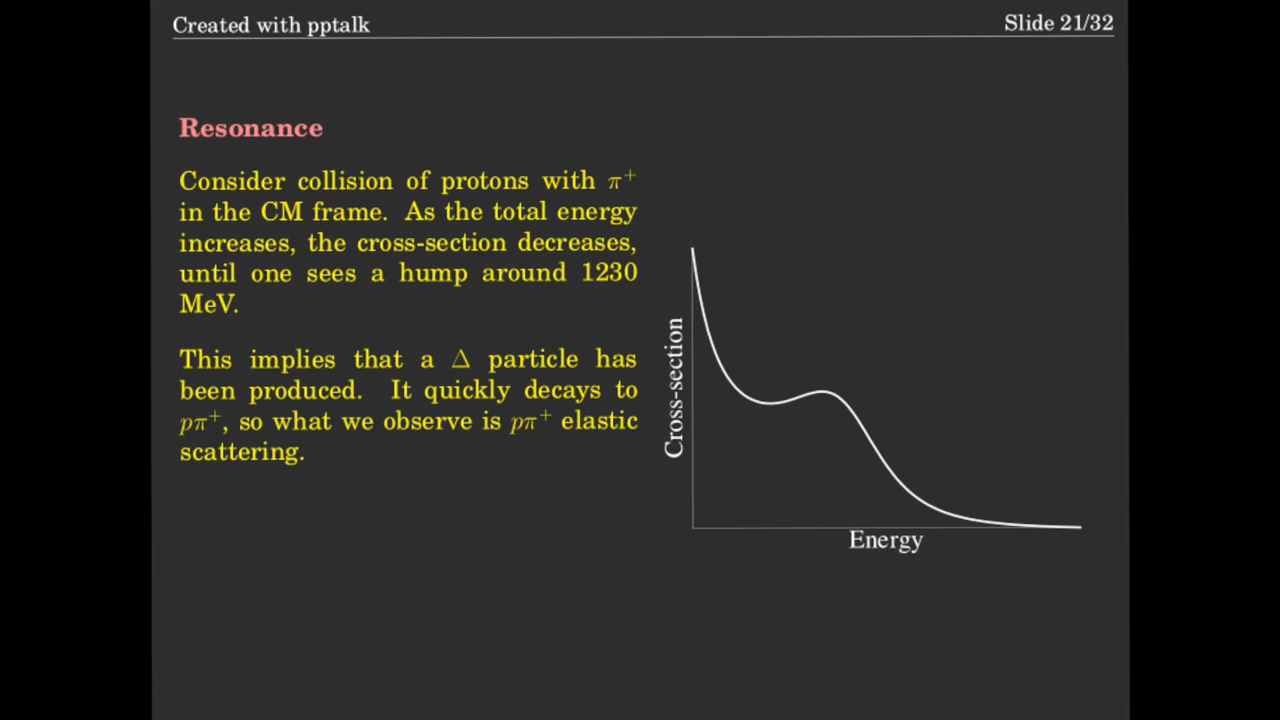 Created with pptalk
Slide 21/32
Resonance
Consider collision of protons with π⁺
in the CM frame. As the total energy
increases, the cross-section decreases,
until one sees a hump around 1230
MeV.
This implies that a Δ particle has
been produced. It quickly decays to
pπ⁺, so what we observe is pπ⁺ elastic
scattering.
Cross-section
Energy